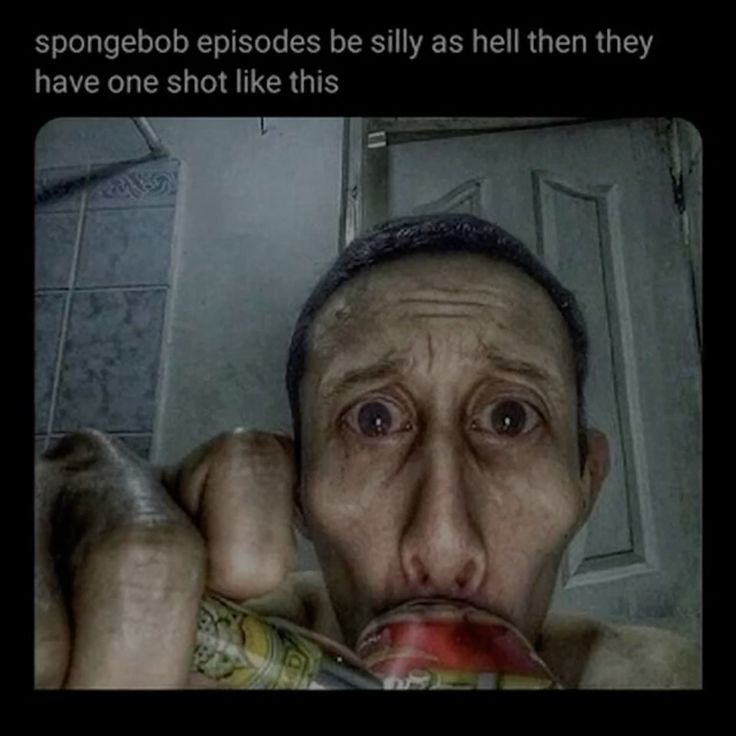 spongebob episodes be silly as hell then they
have one shot like this